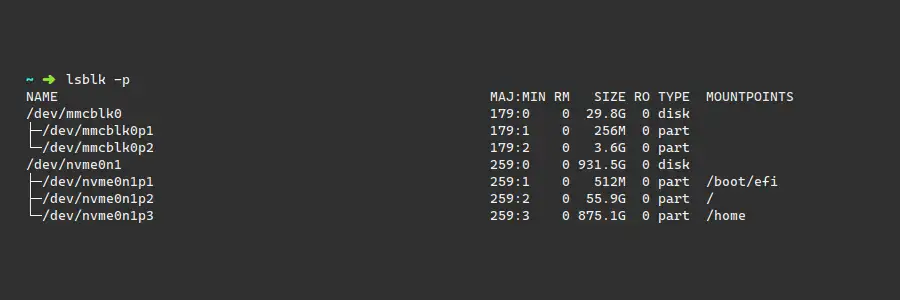 ~ ➜ lsblk -p
NAME MAJ:MIN RM SIZE RO TYPE MOUNTPOINTS
/dev/mmcblk0 179:0 0 29.8G 0 disk
├─/dev/mmcblk0p1 179:1 0 256M 0 part
└─/dev/mmcblk0p2 179:2 0 3.6G 0 part
/dev/nvme0n1 259:0 0 931.5G 0 disk
├─/dev/nvme0n1p1 259:1 0 512M 0 part /boot/efi
├─/dev/nvme0n1p2 259:2 0 55.9G 0 part /
└─/dev/nvme0n1p3 259:3 0 875.1G 0 part /home